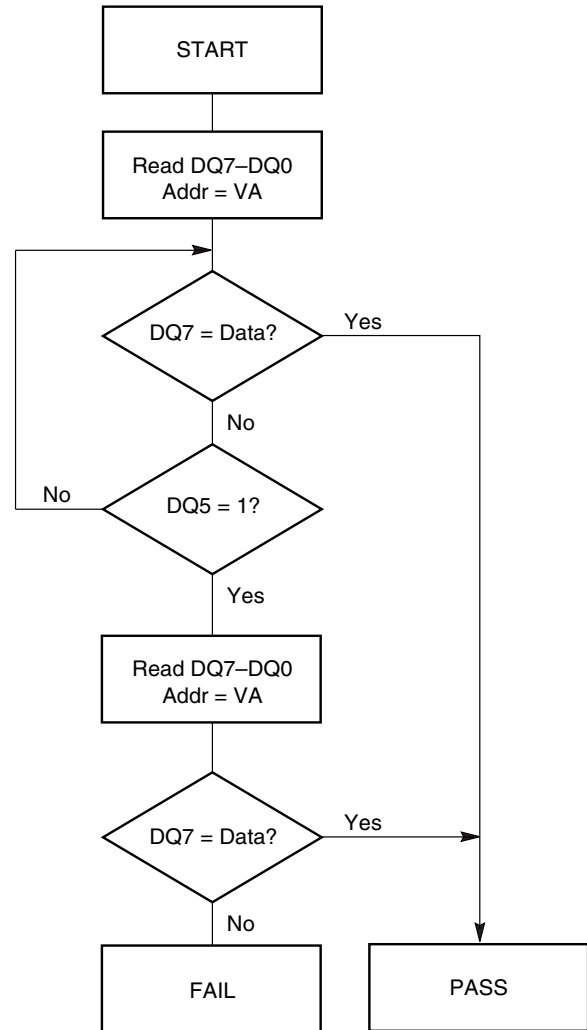 START
Read DQ7–DQ0
Addr = VA
DQ7 = Data?
Yes
No
No
DQ5 = 1?
Yes
Read DQ7–DQ0
Addr = VA
DQ7 = Data?
Yes
No
FAIL
PASS